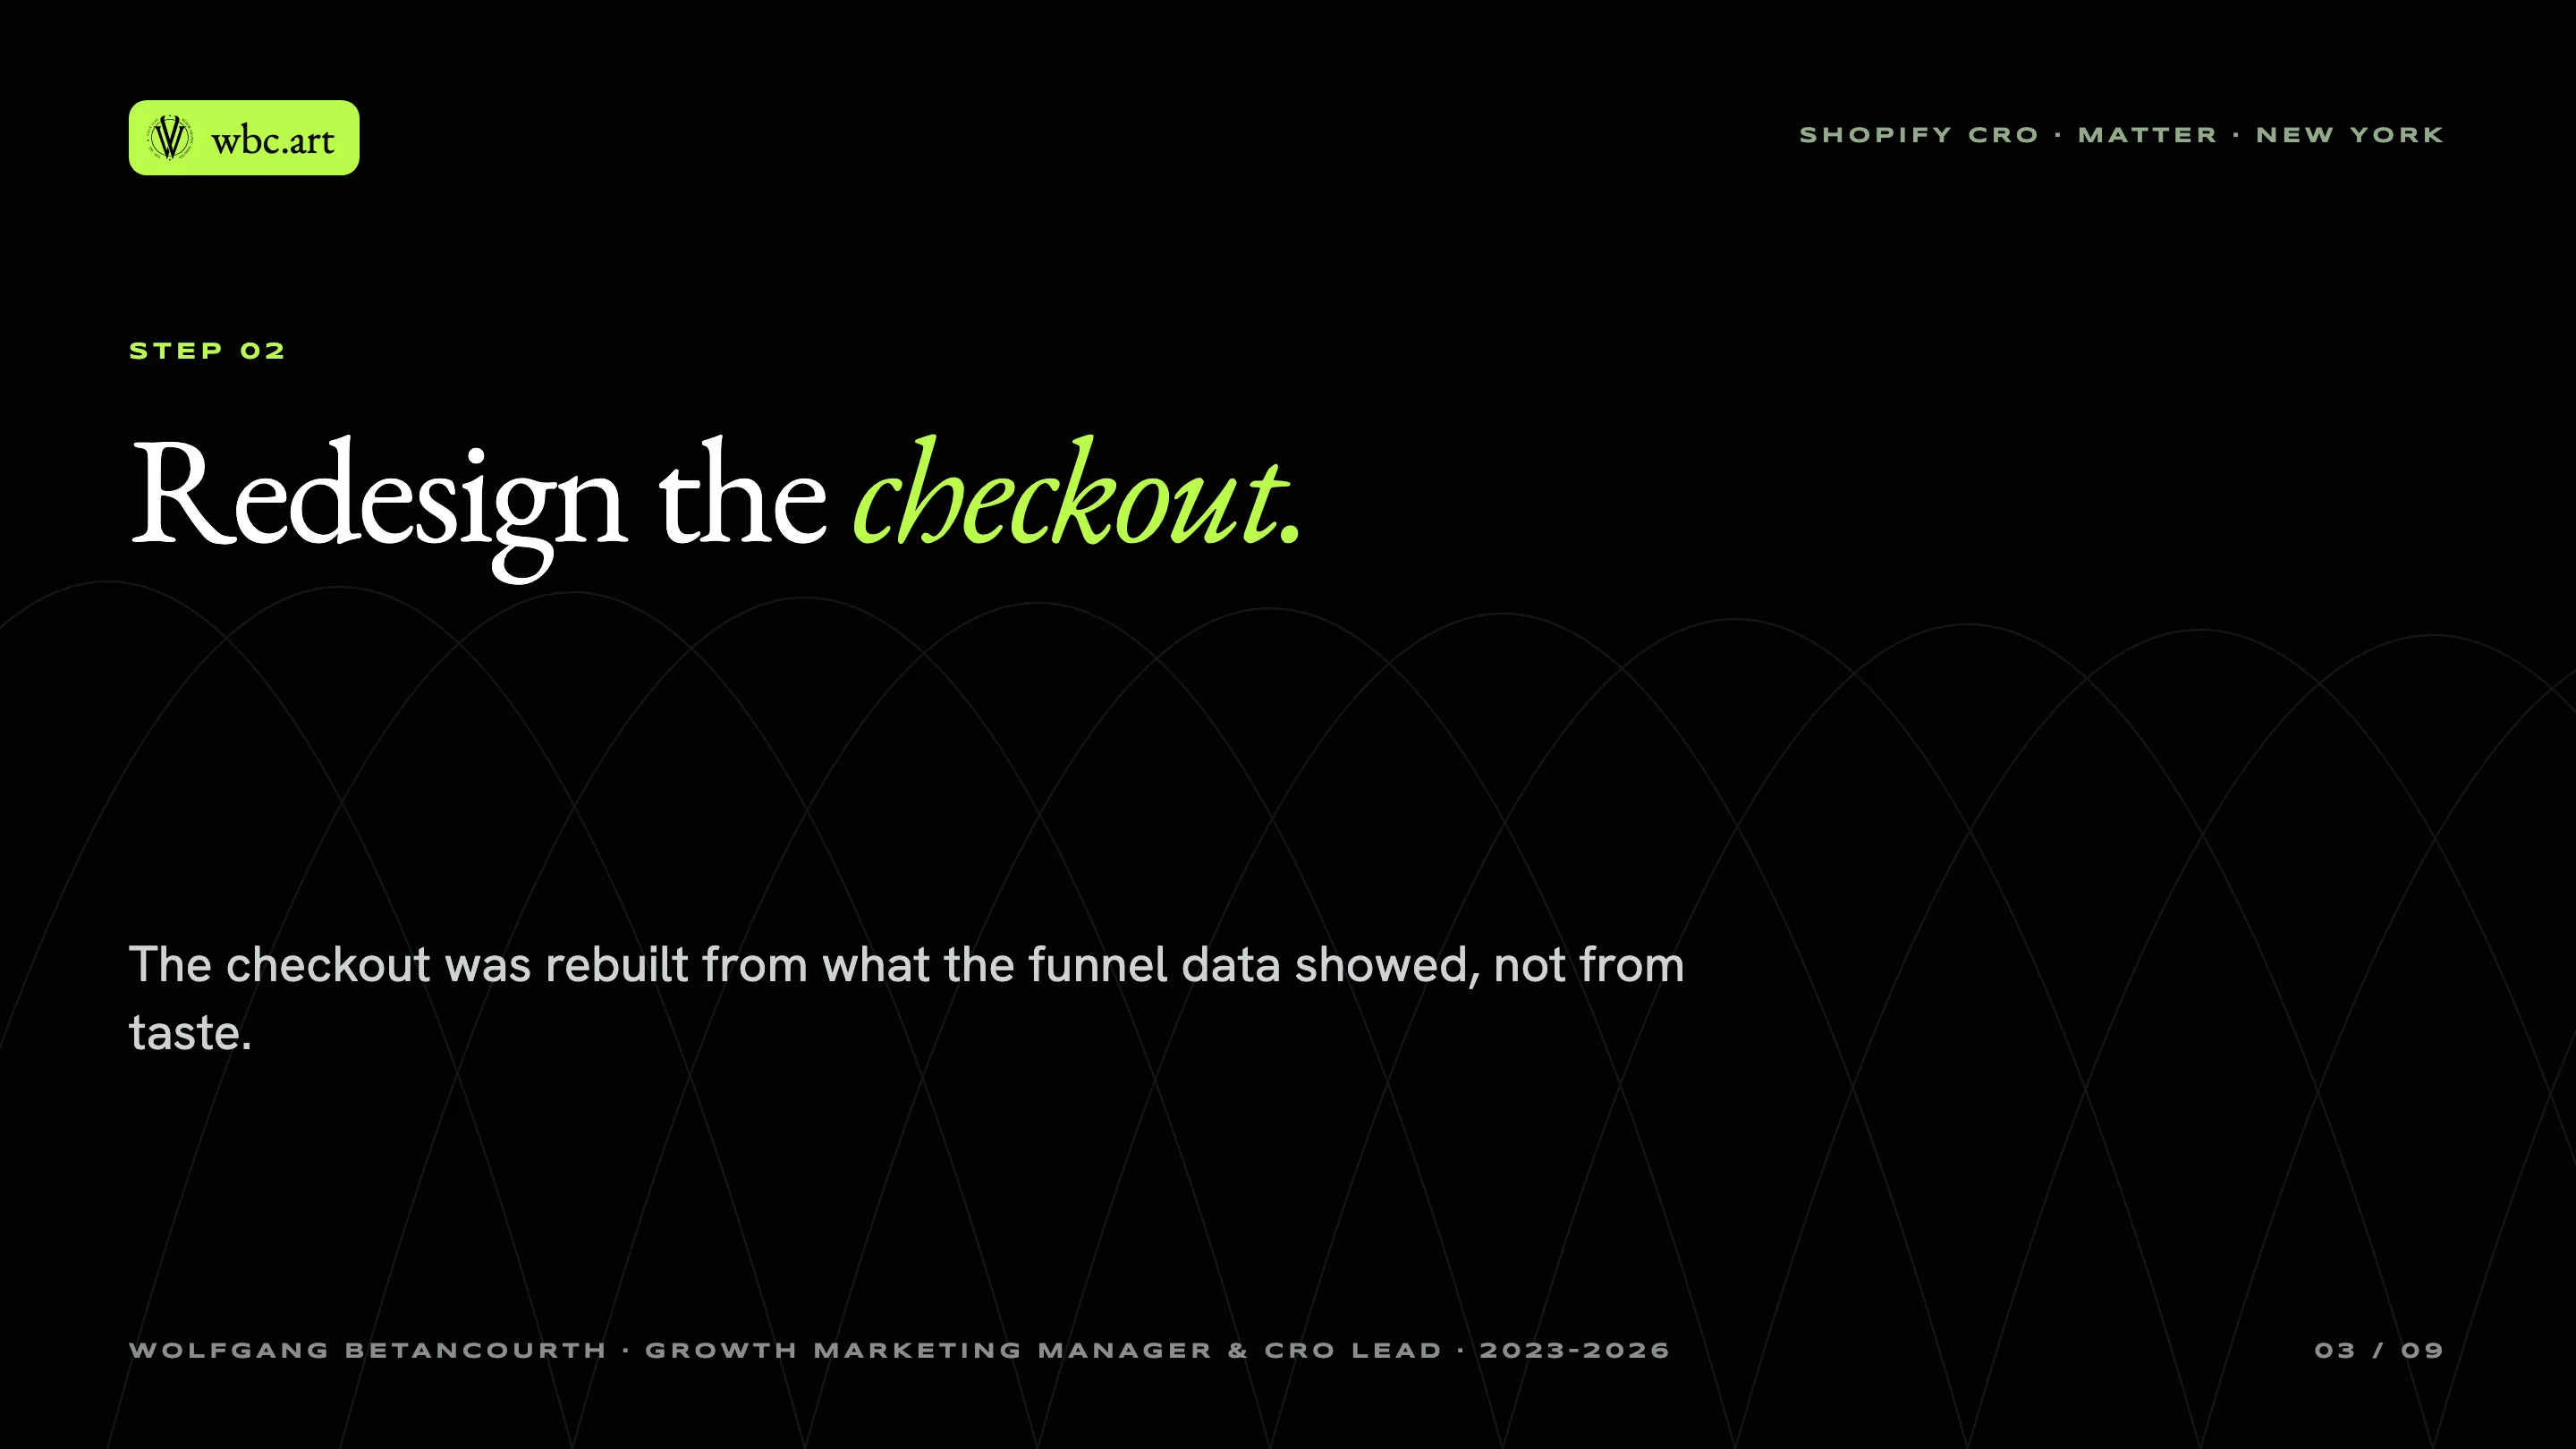 wbc.art
SHOPIFY CRO · MATTER · NEW YORK
STEP 02
Redesign the checkout.
The checkout was rebuilt from what the funnel data showed, not from
taste.
WOLFGANG BETANCOURTH · GROWTH MARKETING MANAGER & CRO LEAD · 2023-2026
03 / 09